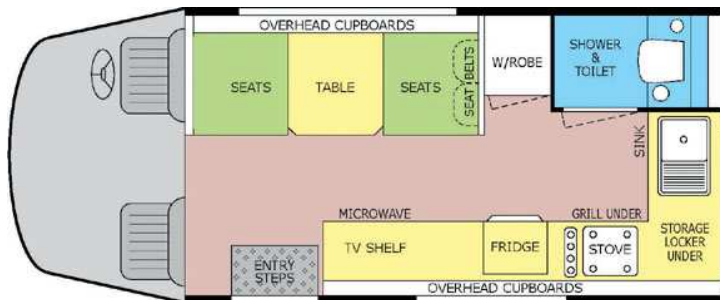 OVERHEAD CUPBOARDS
SEATS
TABLE
SEATS
SEAT BELTS
W/ROBE
SHOWER
&
TOILET
SINK
MICROWAVE
GRILL UNDER
TV SHELF
FRIDGE
STOVE
STORAGE
LOCKER
UNDER
ENTRY
STEPS
OVERHEAD CUPBOARDS